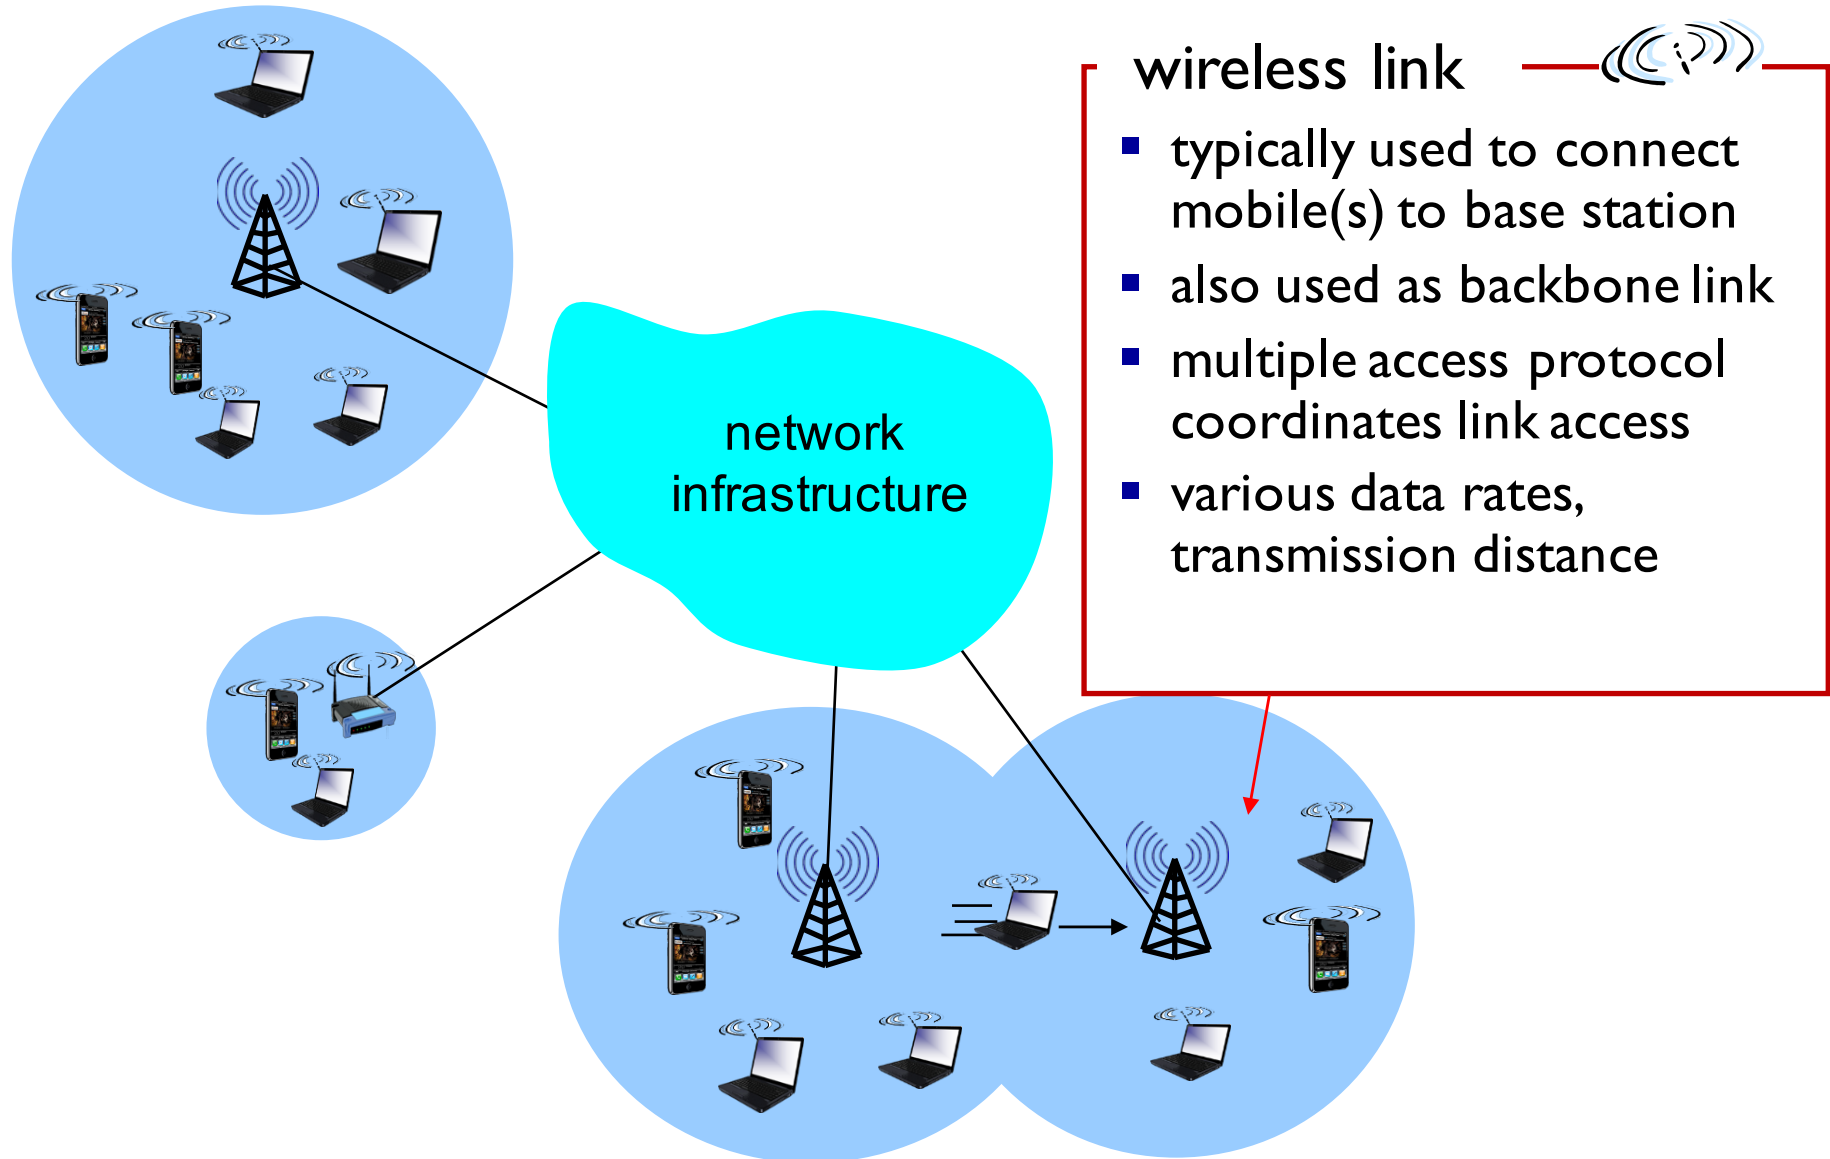 wireless link
▪ typically used to connect
mobile(s) to base station
▪ also used as backbone link
▪ multiple access protocol
coordinates link access
▪ various data rates,
transmission distance
network
infrastructure